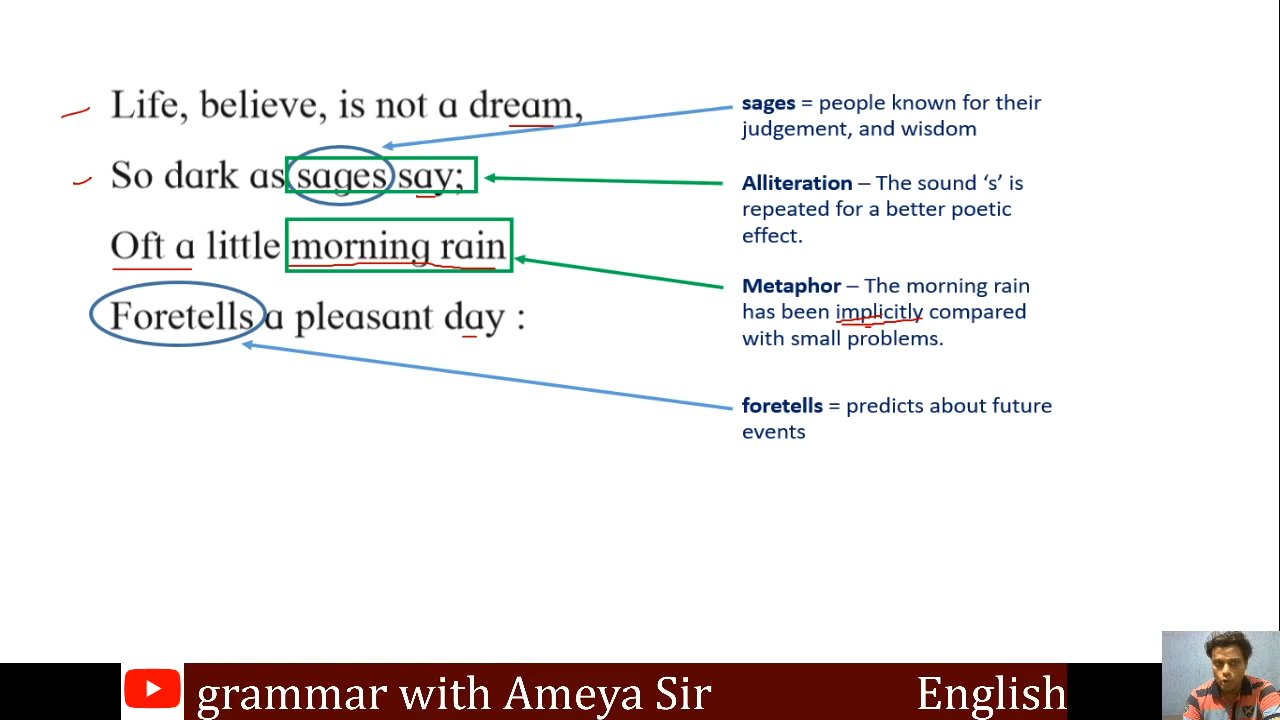 Life, believe, is not a dream,
So dark as sages say;
Oft a little morning rain
Foretells a pleasant day :
sages = people known for their
judgement, and wisdom
Alliteration – The sound ‘s’ is
repeated for a better poetic
effect.
Metaphor – The morning rain
has been implicitly compared
with small problems.
foretells = predicts about future
events
grammar with Ameya Sir
English